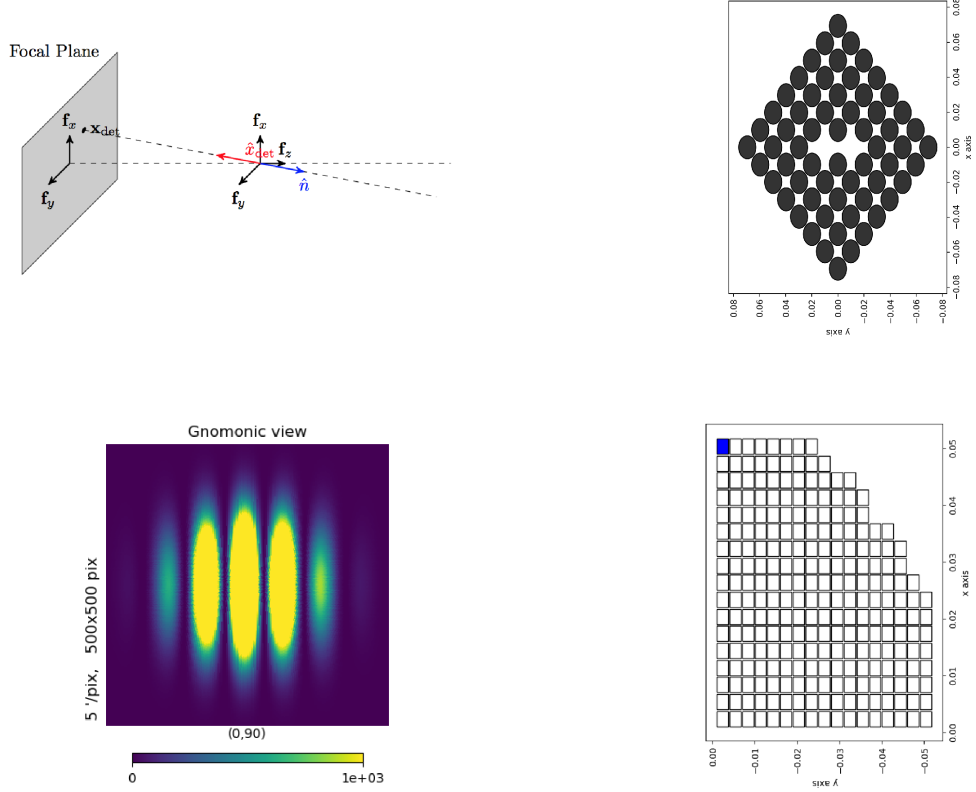 Focal Plane
f_x
x_det
f_y
f_x
x̂_det
f_z
n̂
f_y
0.08
0.06
0.04
0.02
0.00
−0.02
−0.04
−0.06
−0.08
x axis
0.08
0.06
0.04
0.02
0.00
−0.02
−0.04
−0.06
−0.08
y axis
Gnomonic view
5 '/pix, 500x500 pix
(0,90)
0
1e+03
0.05
0.04
0.03
0.02
0.01
0.00
x axis
0.00
−0.01
−0.02
−0.03
−0.04
−0.05
y axis